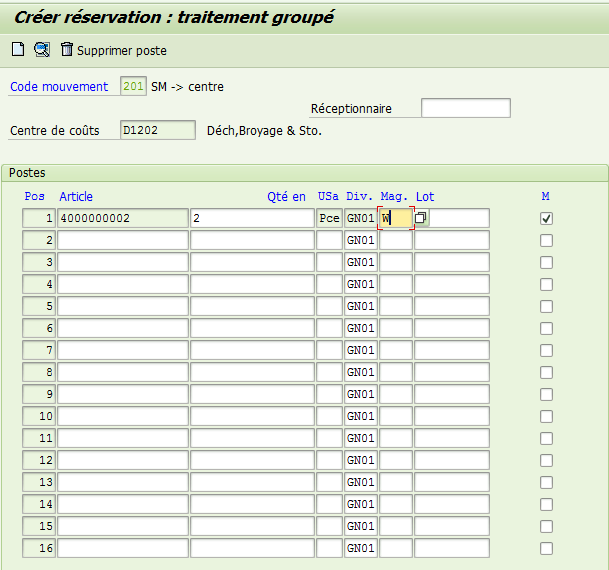 Créer réservation : traitement groupé
Supprimer poste
Code mouvement 201 SM -> centre
Réceptionnaire
Centre de coûts D1202 Déch,Broyage & Sto.
Postes
Pos Article Qté en USa Div. Mag. Lot M
1 4000000002 2 Pce GN01 W
2 GN01
3 GN01
4 GN01
5 GN01
6 GN01
7 GN01
8 GN01
9 GN01
10 GN01
11 GN01
12 GN01
13 GN01
14 GN01
15 GN01
16 GN01